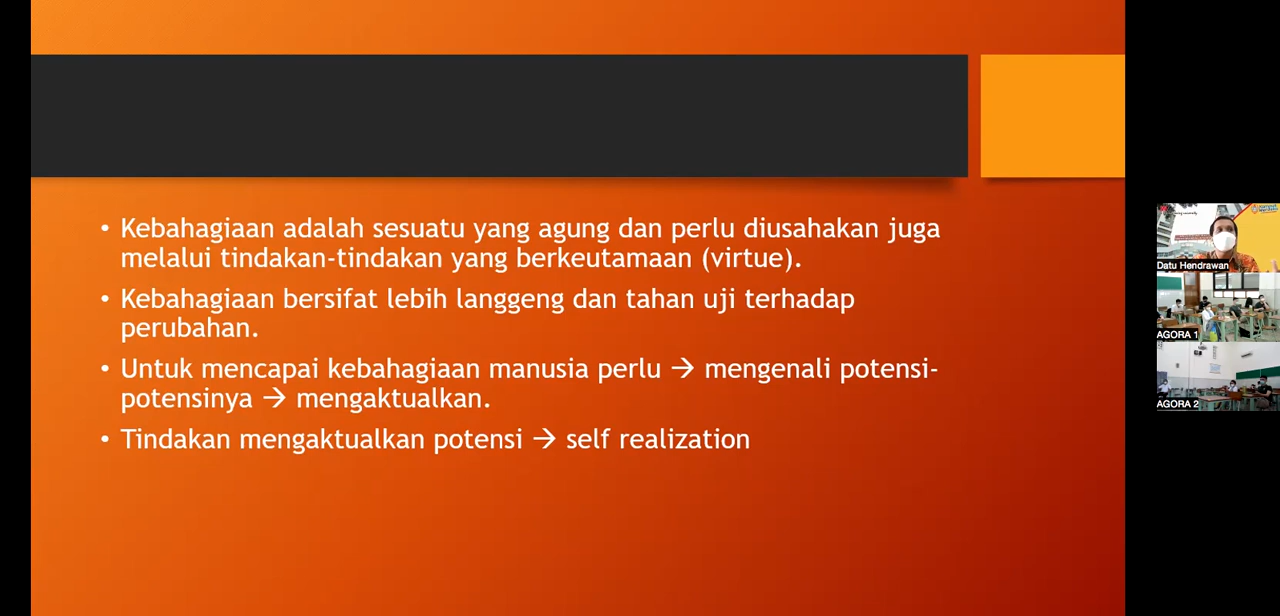 • Kebahagiaan adalah sesuatu yang agung dan perlu diusahakan juga
melalui tindakan-tindakan yang berkeutamaan (virtue).
• Kebahagiaan bersifat lebih langgeng dan tahan uji terhadap
perubahan.
• Untuk mencapai kebahagiaan manusia perlu → mengenali potensi-
potensinya → mengaktualkan.
• Tindakan mengaktualkan potensi → self realization
Datu Hendrawan
AGORA 1
AGORA 2